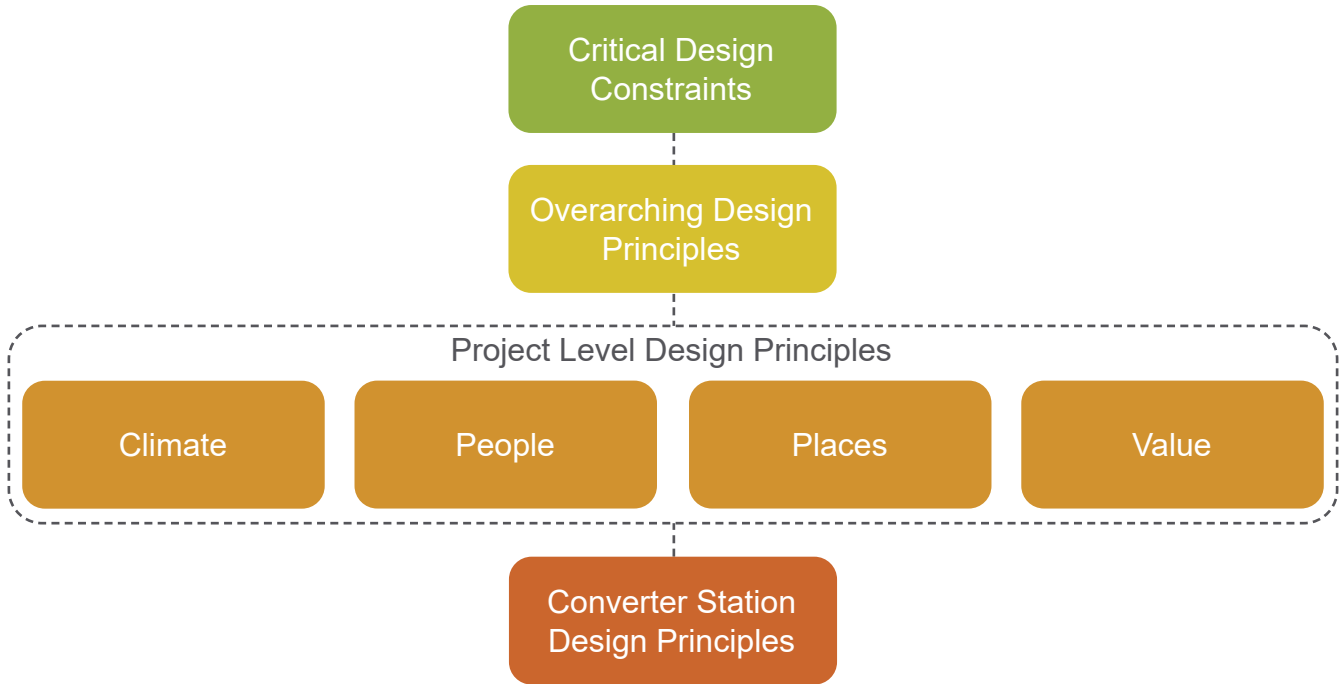 Critical Design
Constraints
Overarching Design
Principles
Project Level Design Principles
Climate
People
Places
Value
Converter Station
Design Principles